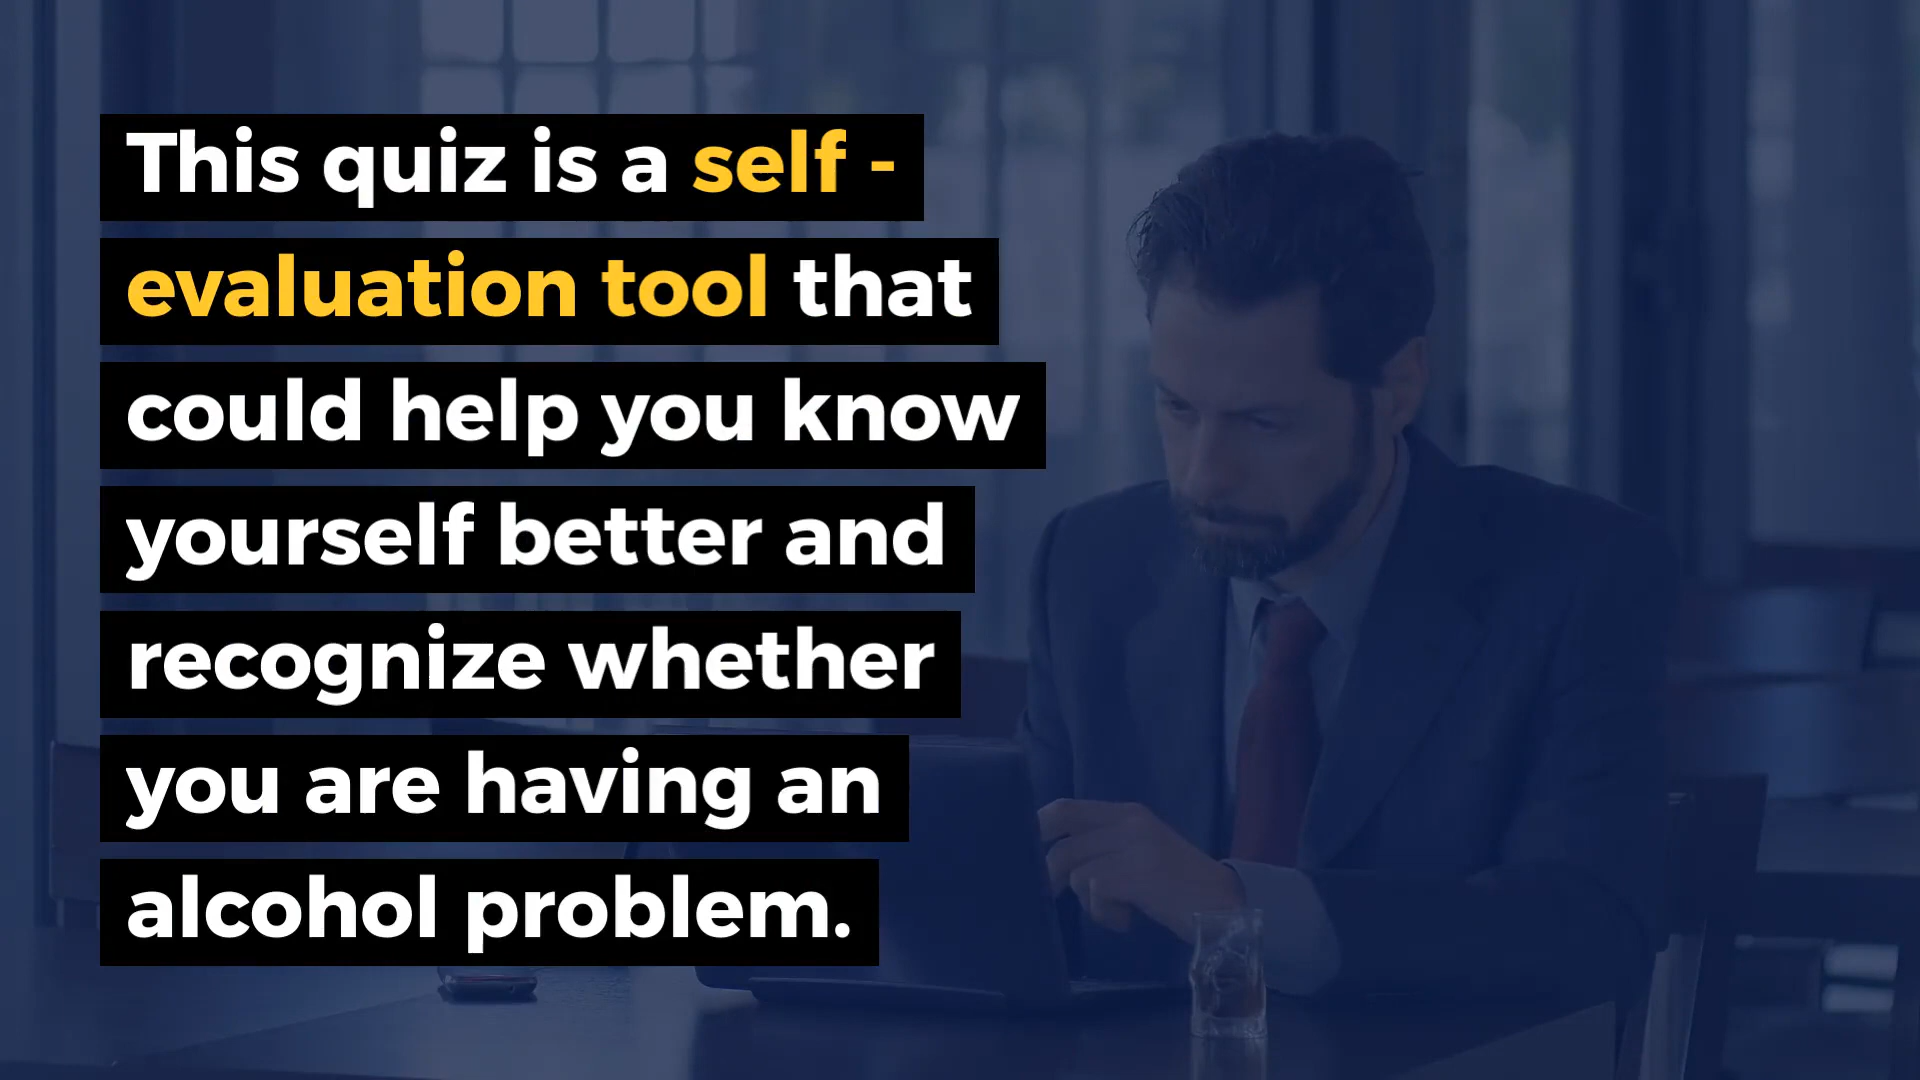 This quiz is a self -
evaluation tool that
could help you know
yourself better and
recognize whether
you are having an
alcohol problem.